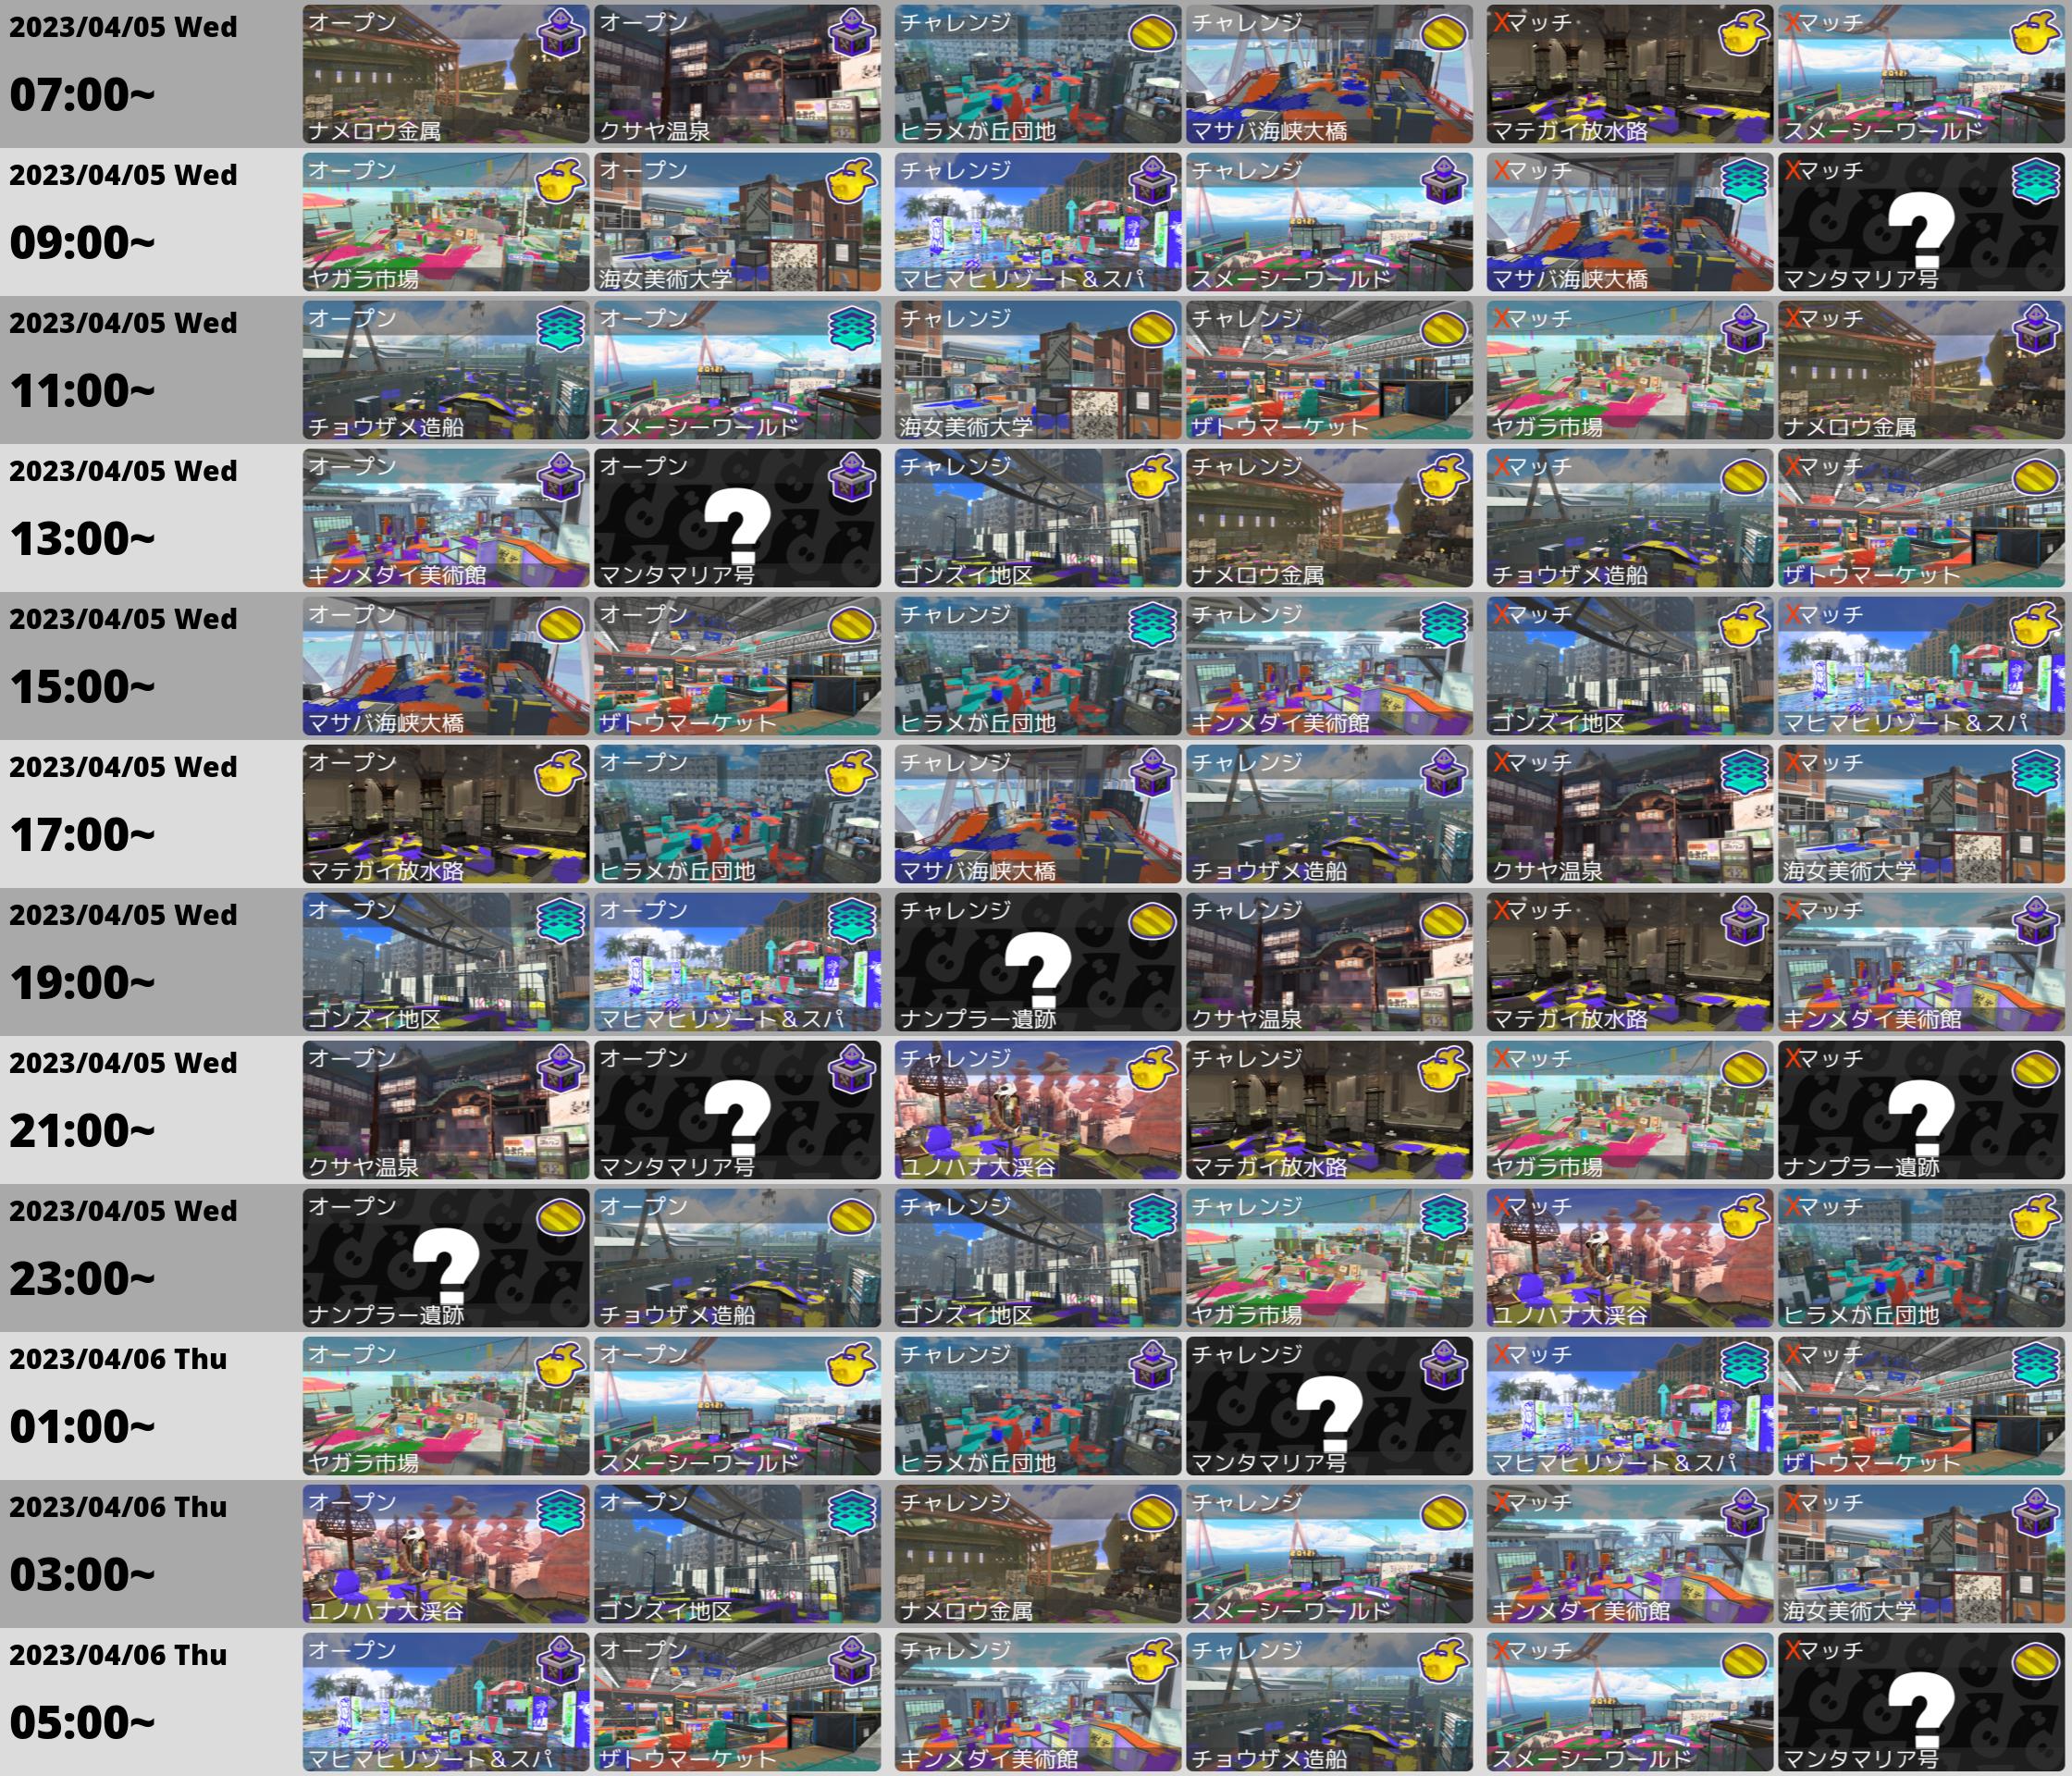 2023/04/05 Wed
07:00~
オープン オープン チャレンジ チャレンジ Xマッチ Xマッチ
ナメロウ金属 クサヤ温泉 ヒラメが丘団地 マサバ海峡大橋 マテガイ放水路 スメーシーワールド
2023/04/05 Wed
09:00~
オープン オープン チャレンジ チャレンジ Xマッチ Xマッチ
ヤガラ市場 海女美術大学 マヒマヒリゾート&スパ スメーシーワールド マサバ海峡大橋 マンタマリア号
2023/04/05 Wed
11:00~
オープン オープン チャレンジ チャレンジ Xマッチ Xマッチ
チョウザメ造船 スメーシーワールド 海女美術大学 ザトウマーケット ヤガラ市場 ナメロウ金属
2023/04/05 Wed
13:00~
オープン オープン チャレンジ チャレンジ Xマッチ Xマッチ
キンメダイ美術館 マンタマリア号 ゴンズイ地区 ナメロウ金属 チョウザメ造船 ザトウマーケット
2023/04/05 Wed
15:00~
オープン オープン チャレンジ チャレンジ Xマッチ Xマッチ
マサバ海峡大橋 ザトウマーケット ヒラメが丘団地 キンメダイ美術館 ゴンズイ地区 マヒマヒリゾート&スパ
2023/04/05 Wed
17:00~
オープン オープン チャレンジ チャレンジ Xマッチ Xマッチ
マテガイ放水路 ヒラメが丘団地 マサバ海峡大橋 チョウザメ造船 クサヤ温泉 海女美術大学
2023/04/05 Wed
19:00~
オープン オープン チャレンジ チャレンジ Xマッチ Xマッチ
ゴンズイ地区 マヒマヒリゾート&スパ ナンプラー遺跡 クサヤ温泉 マテガイ放水路 キンメダイ美術館
2023/04/05 Wed
21:00~
オープン オープン チャレンジ チャレンジ Xマッチ Xマッチ
クサヤ温泉 マンタマリア号 ユノハナ大渓谷 マテガイ放水路 ヤガラ市場 ナンプラー遺跡
2023/04/05 Wed
23:00~
オープン オープン チャレンジ チャレンジ Xマッチ Xマッチ
ナンプラー遺跡 チョウザメ造船 ゴンズイ地区 ヤガラ市場 ユノハナ大渓谷 ヒラメが丘団地
2023/04/06 Thu
01:00~
オープン オープン チャレンジ チャレンジ Xマッチ Xマッチ
ヤガラ市場 スメーシーワールド ヒラメが丘団地 マンタマリア号 マヒマヒリゾート&スパ ザトウマーケット
2023/04/06 Thu
03:00~
オープン オープン チャレンジ チャレンジ Xマッチ Xマッチ
ユノハナ大渓谷 ゴンズイ地区 ナメロウ金属 スメーシーワールド キンメダイ美術館 海女美術大学
2023/04/06 Thu
05:00~
オープン オープン チャレンジ チャレンジ Xマッチ Xマッチ
マヒマヒリゾート&スパ ザトウマーケット キンメダイ美術館 チョウザメ造船 スメーシーワールド マンタマリア号